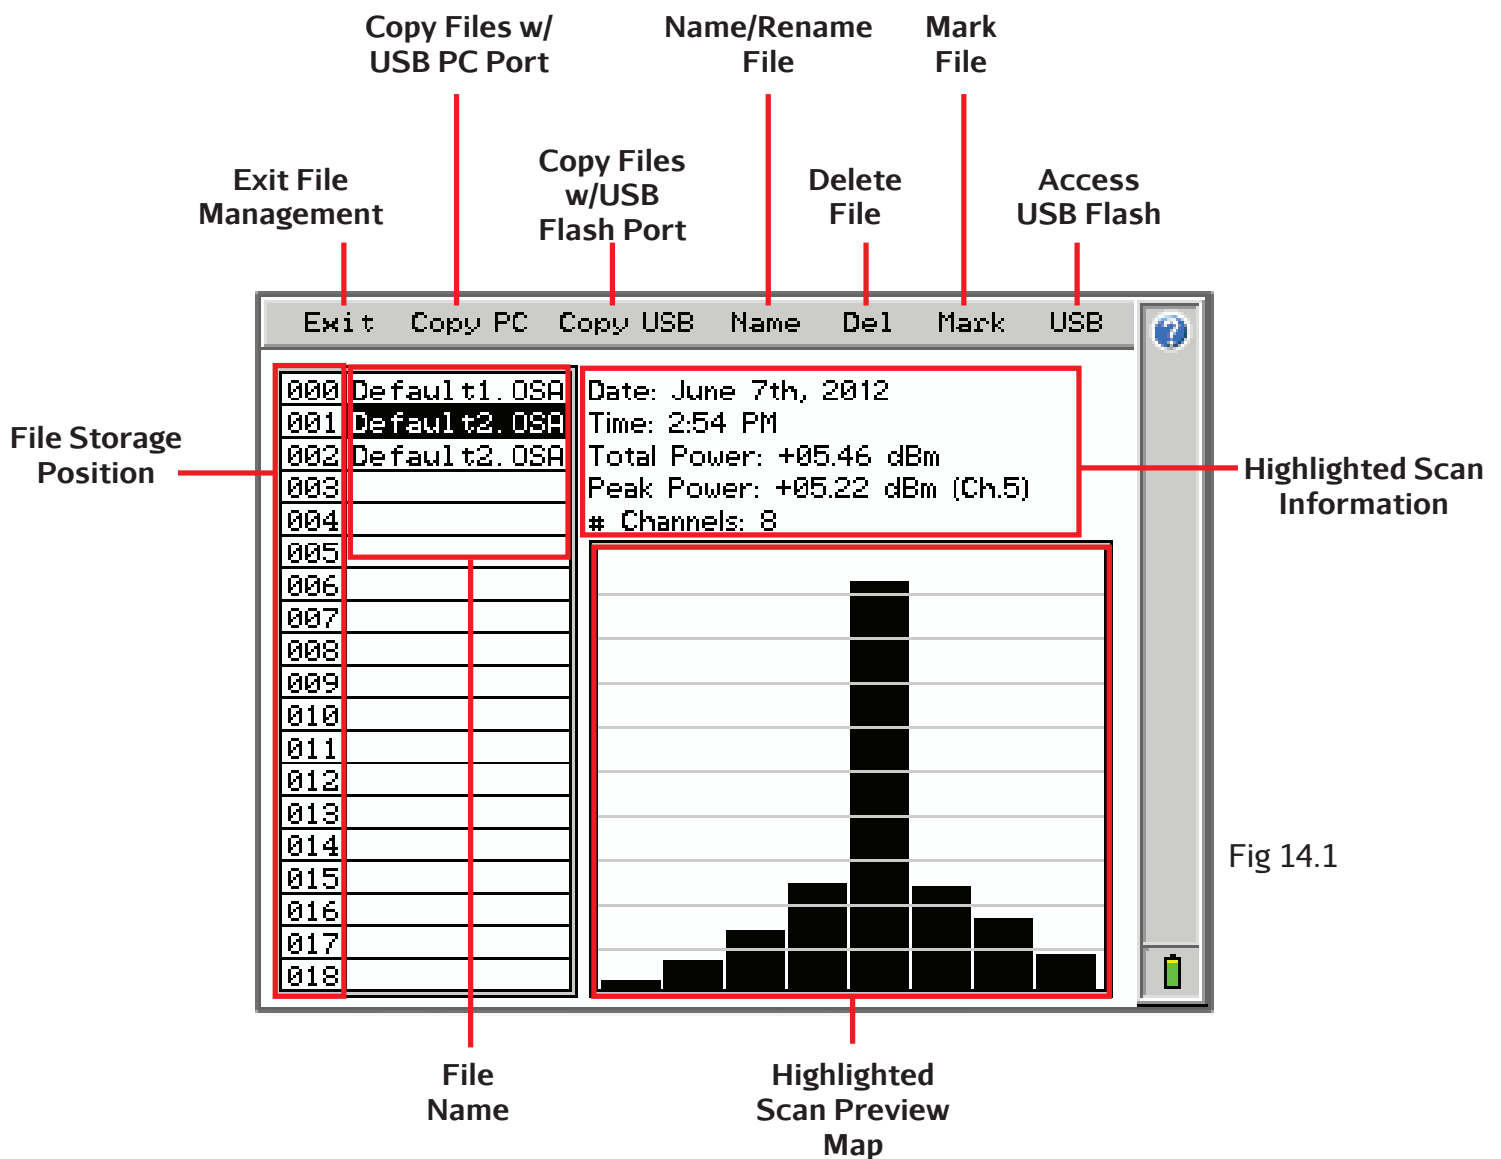 Copy Files w/
USB PC Port
Name/Rename
File
Mark
File
Exit File
Management
Copy Files
w/USB
Flash Port
Delete
File
Access
USB Flash
Exit Copy PC Copy USB Name Del Mark USB
?
File Storage
Position
000 Default1.OSA
001 Default2.OSA
002 Default2.OSA
003
004
005
006
007
008
009
010
011
012
013
014
015
016
017
018
Date: June 7th, 2012
Time: 2:54 PM
Total Power: +05.46 dBm
Peak Power: +05.22 dBm (Ch.5)
# Channels: 8
Highlighted Scan
Information
Fig 14.1
File
Name
Highlighted
Scan Preview
Map